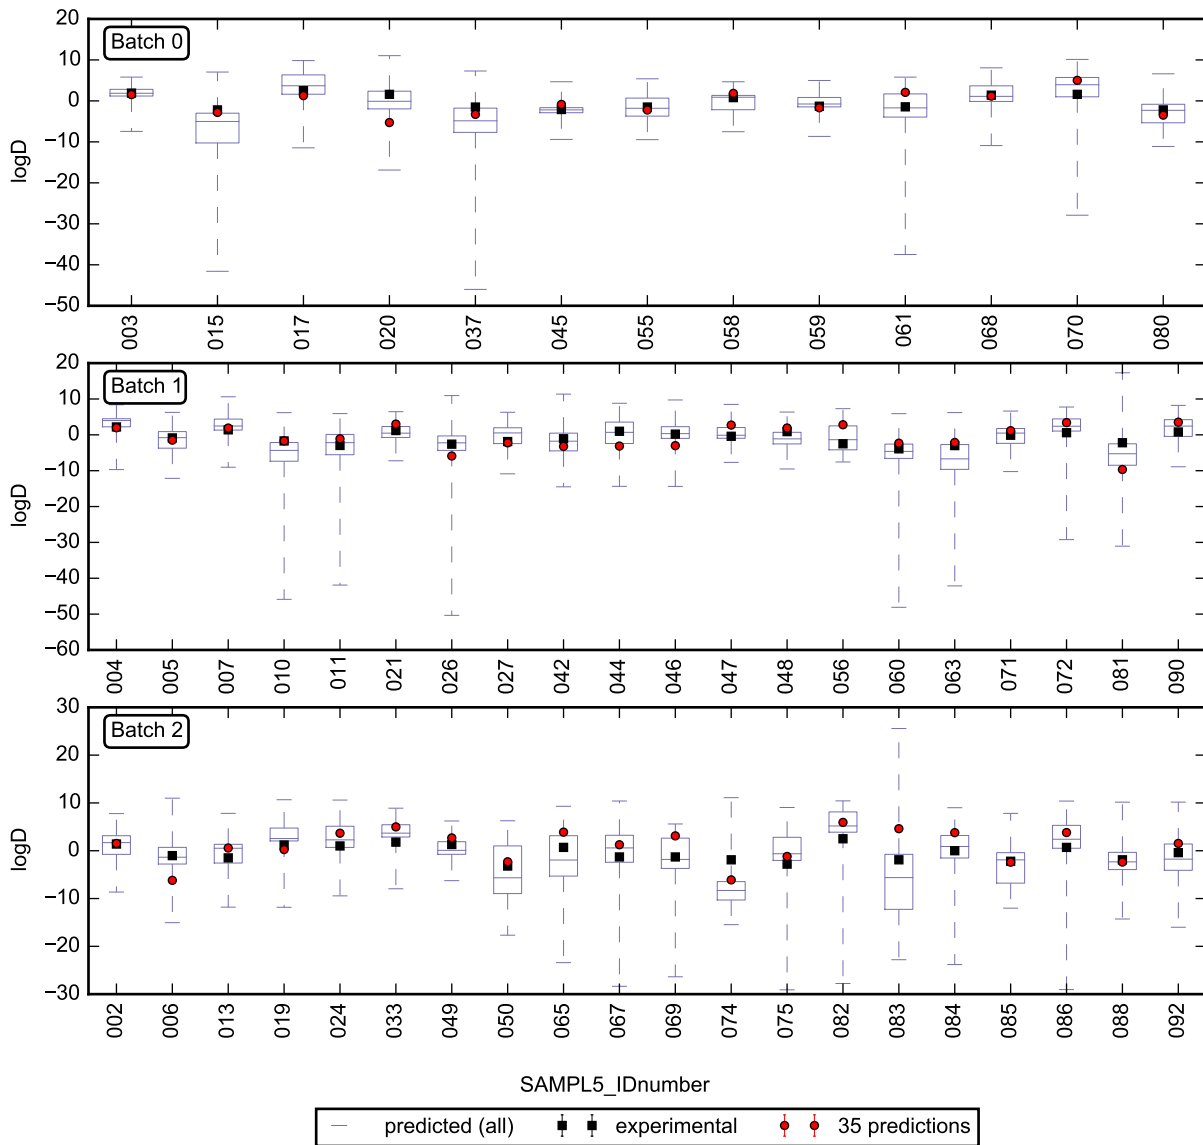 Batch 0
20
10
0
−10
−20
−30
−40
−50
logD
003 015 017 020 037 045 055 058 059 061 068 070 080
Batch 1
20
10
0
−10
−20
−30
−40
−50
−60
logD
004 005 007 010 011 021 026 027 042 044 046 047 048 056 060 063 071 072 081 090
Batch 2
30
20
10
0
−10
−20
−30
logD
002 006 013 019 024 033 049 050 065 067 069 074 075 082 083 084 085 086 088 092
SAMPL5_IDnumber
predicted (all) experimental 35 predictions